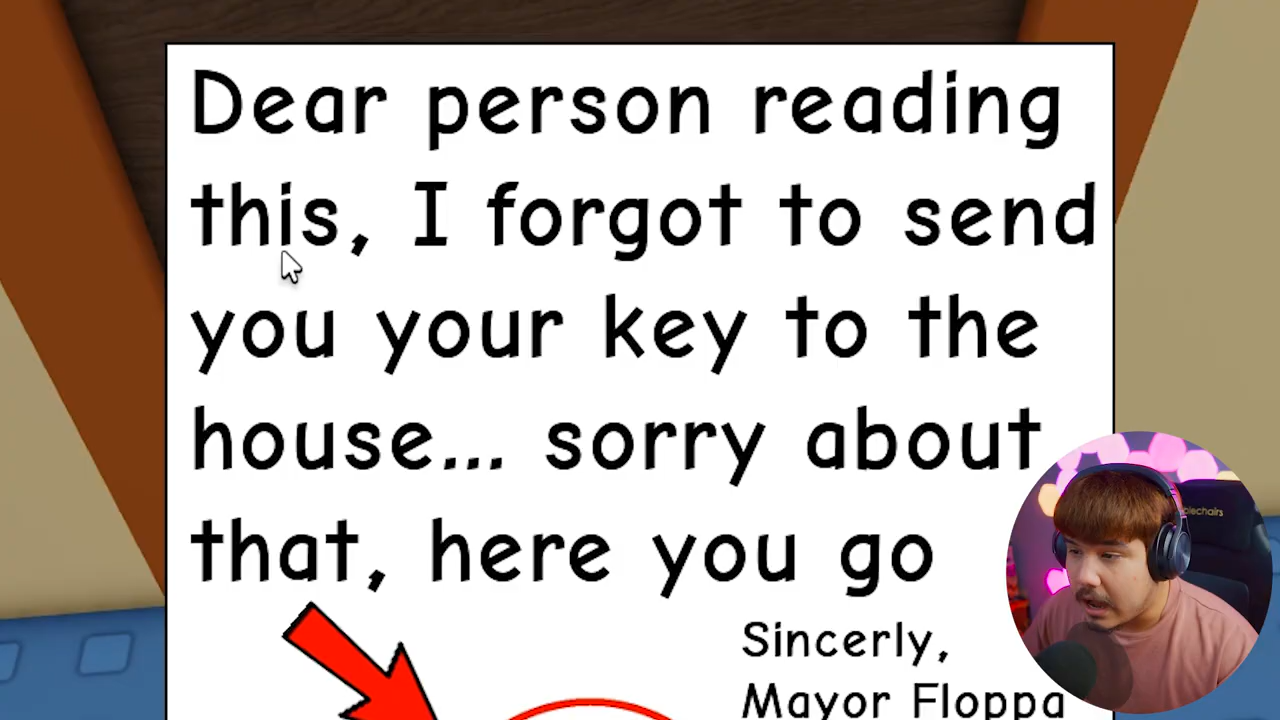 Dear person reading
this, I forgot to send
you your key to the
house... sorry about
that, here you go
Sincerly,
Mayor Floppa